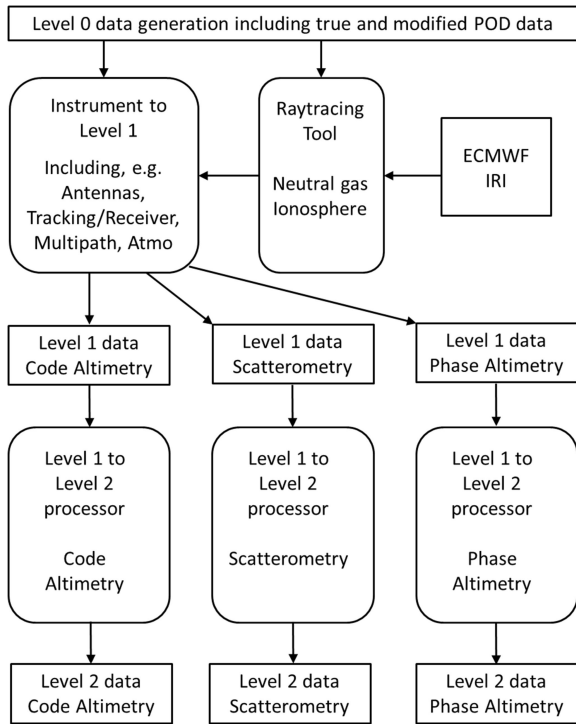 Level 0 data generation including true and modified POD data
Instrument to
Level 1
Including, e.g.
Antennas,
Tracking/Receiver,
Multipath, Atmo
Raytracing
Tool
Neutral gas
Ionosphere
ECMWF
IRI
Level 1 data
Code Altimetry
Level 1 data
Scatterometry
Level 1 data
Phase Altimetry
Level 1 to
Level 2
processor
Code
Altimetry
Level 1 to
Level 2
processor
Scatterometry
Level 1 to
Level 2
processor
Phase
Altimetry
Level 2 data
Code Altimetry
Level 2 data
Scatterometry
Level 2 data
Phase Altimetry